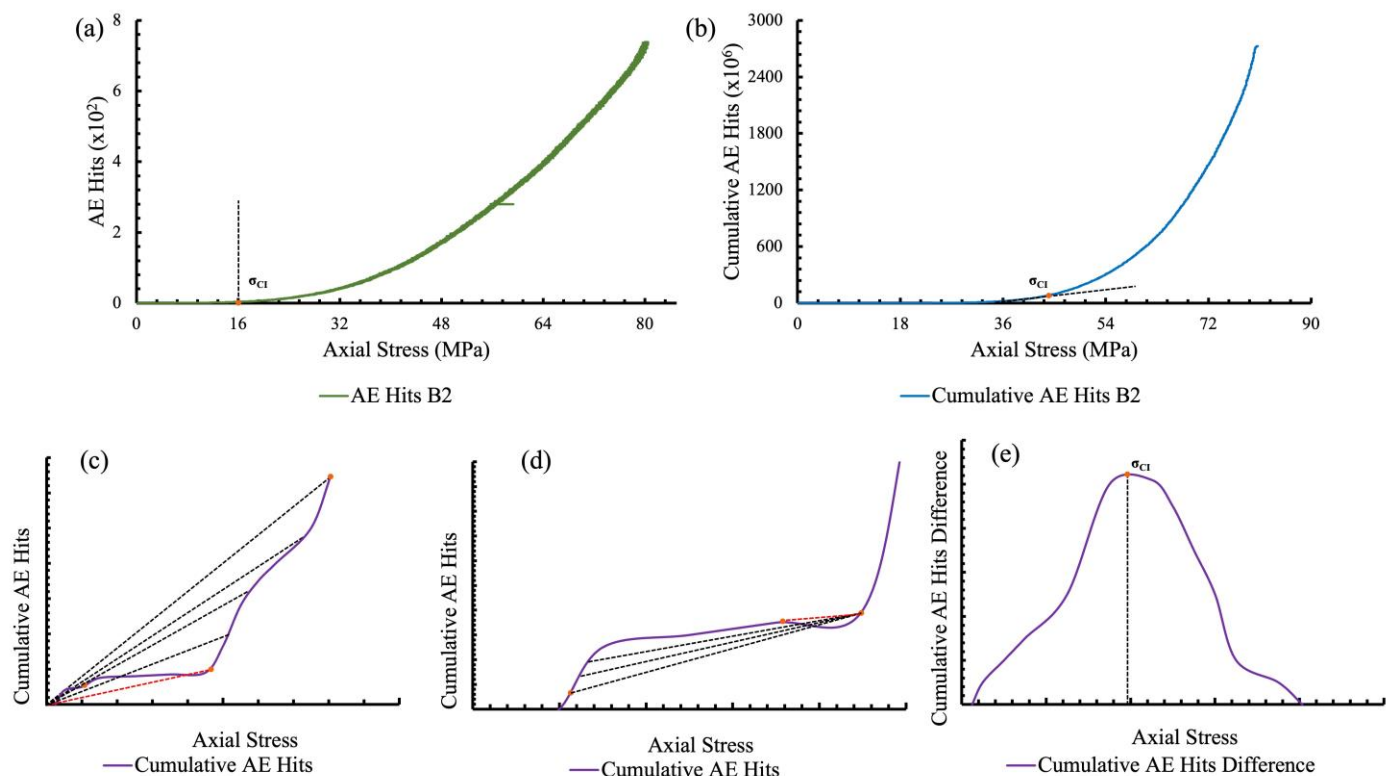 (a)
AE Hits (x10²)
8
6
4
2
0
σCI
0 16 32 48 64 80
Axial Stress (MPa)
AE Hits B2
(b)
Cumulative AE Hits (x10⁶)
3000
2400
1800
1200
600
0
σCI
0 18 36 54 72 90
Axial Stress (MPa)
Cumulative AE Hits B2
(c)
Cumulative AE Hits
Axial Stress
Cumulative AE Hits
(d)
Cumulative AE Hits
Axial Stress
Cumulative AE Hits
(e)
Cumulative AE Hits Difference
σCI
Axial Stress
Cumulative AE Hits Difference